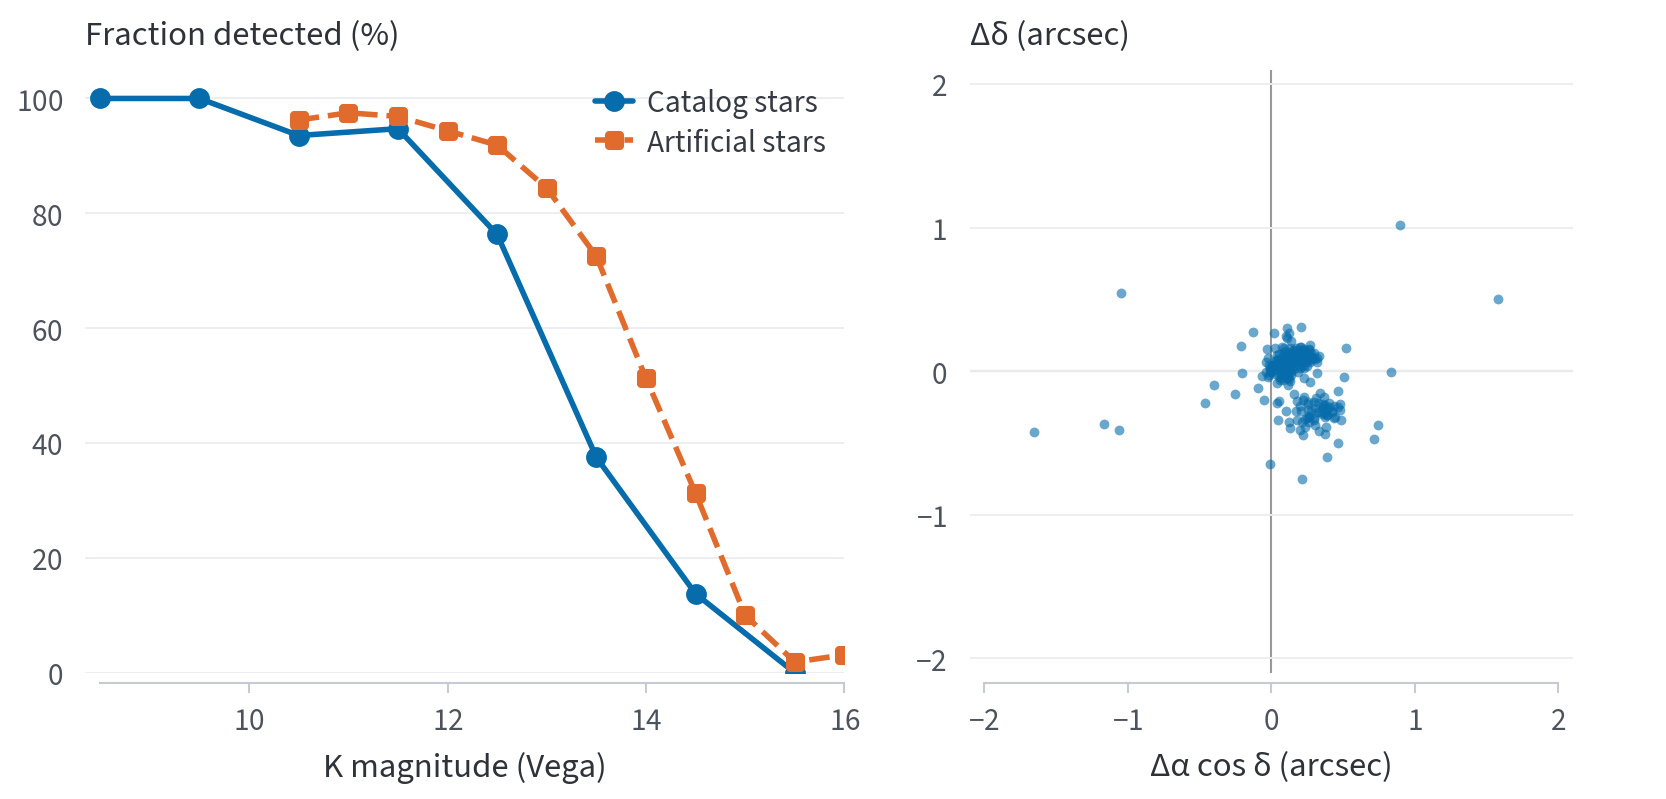 Fraction detected (%)
100
80
60
40
20
0
Catalog stars
Artificial stars
10 12 14 16
K magnitude (Vega)
Δδ (arcsec)
2
1
0
−1
−2
−2 −1 0 1 2
Δα cos δ (arcsec)